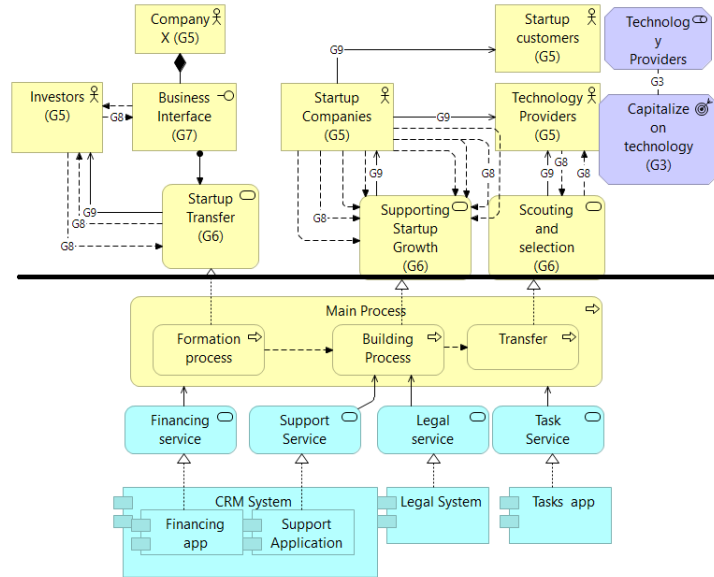 Company
X (G5)
Startup
customers
(G5)
Technolog
y
Providers
G9
G3
Investors
(G5)
G8
Business
Interface
(G7)
Startup
Companies
(G5)
G9
Technology
Providers
(G5)
Capitalize
on
technology
(G3)
G9
G8
Startup
Transfer
(G6)
G8
G9
G8
Supporting
Startup
Growth
(G6)
G9
G8
G8
Scouting
and
selection
(G6)
Main Process
Formation
process
Building
Process
Transfer
Financing
service
Support
Service
Legal
service
Task
Service
CRM System
Financing
app
Support
Application
Legal System
Tasks app